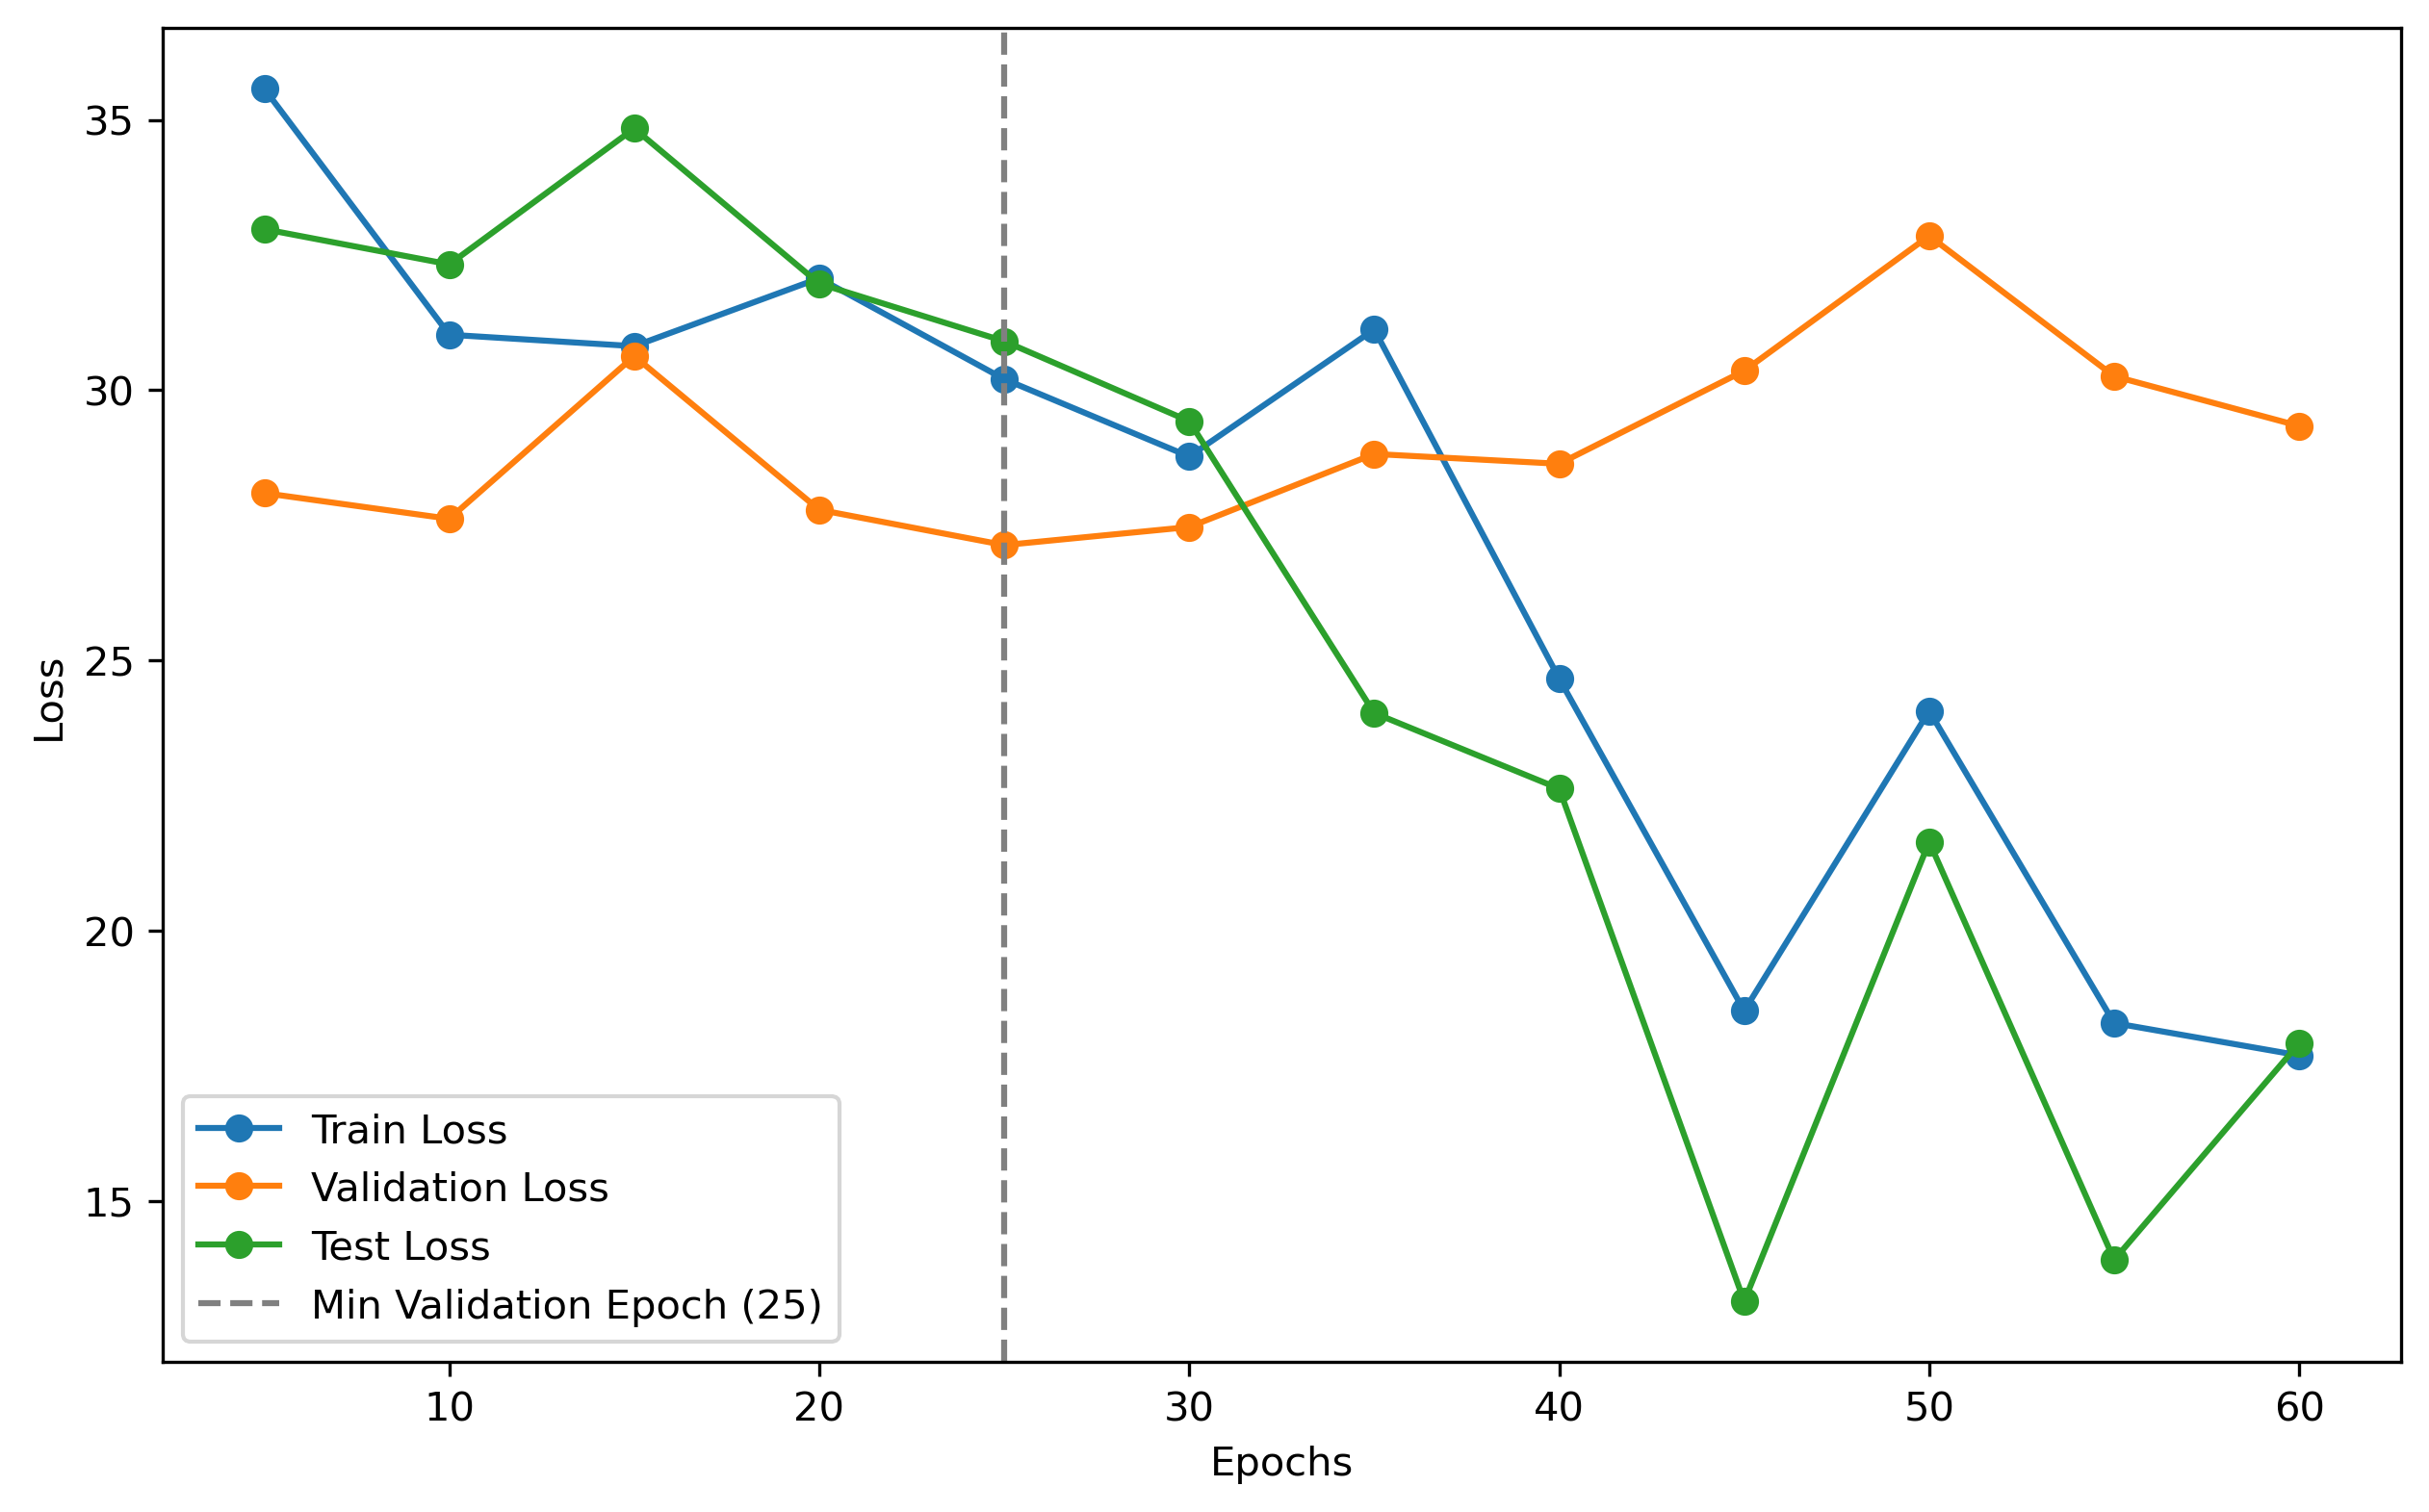 35
30
25
20
15
Loss
Train Loss
Validation Loss
Test Loss
Min Validation Epoch (25)
10 20 30 40 50 60
Epochs